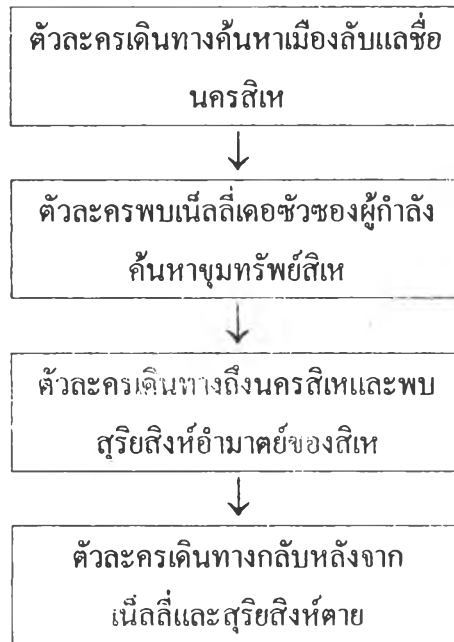 ตัวละครเดินทางค้นหาเมืองลับแลชื่อ
นครสิเห
ตัวละครพบเน็ลลี่เดอซัวซองผู้กำลัง
ค้นหาขุมทรัพย์สิเห
ตัวละครเดินทางถึงนครสิเหและพบ
สุริยสิงห์อำมาตย์ของสิเห
ตัวละครเดินทางกลับหลังจาก
เน็ลลี่และสุริยสิงห์ตาย